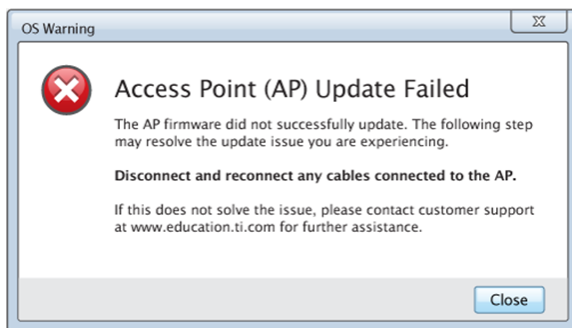 OS Warning
Access Point (AP) Update Failed
The AP firmware did not successfully update. The following step
may resolve the update issue you are experiencing.
Disconnect and reconnect any cables connected to the AP.
If this does not solve the issue, please contact customer support
at www.education.ti.com for further assistance.
Close